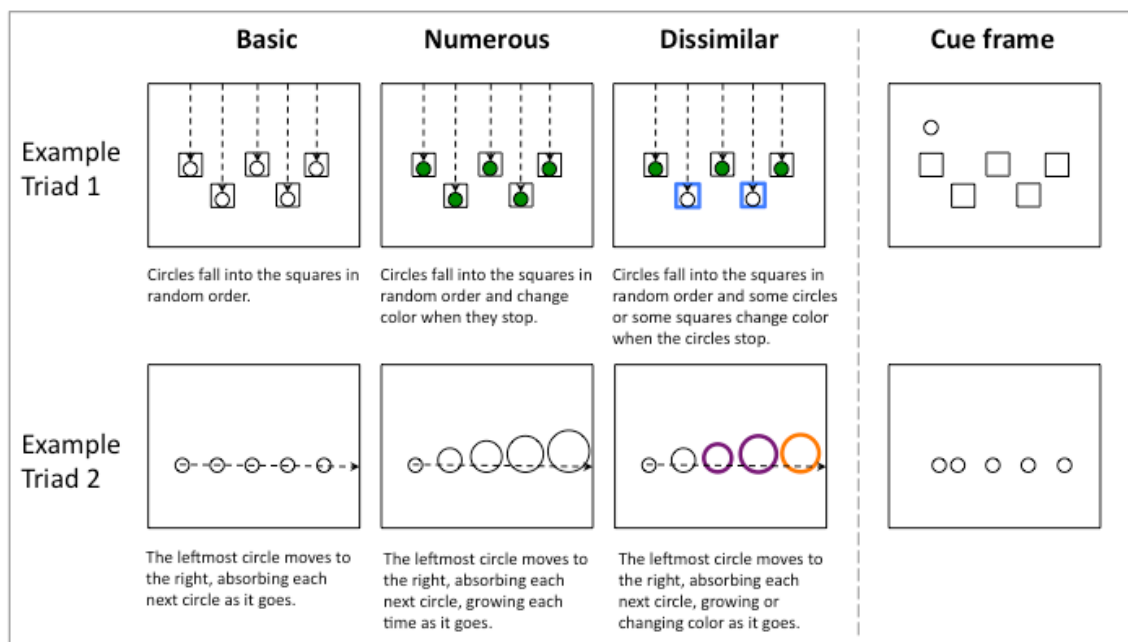 Basic
Numerous
Dissimilar
Cue frame
Example
Triad 1
Circles fall into the squares in
random order.
Circles fall into the squares in
random order and change
color when they stop.
Circles fall into the squares in
random order and some circles
or some squares change color
when the circles stop.
Example
Triad 2
The leftmost circle moves to
the right, absorbing each
next circle as it goes.
The leftmost circle moves to
the right, absorbing each
next circle, growing each
time as it goes.
The leftmost circle moves to
the right, absorbing each
next circle, growing or
changing color as it goes.